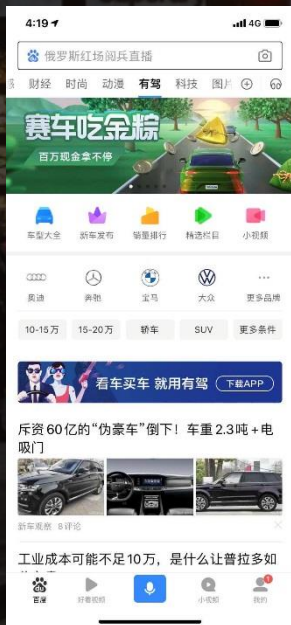 4:19
4G
俄罗斯红场阅兵直播
财经 时尚 动漫 有驾 科技 图片
赛车吃金粽
百万现金拿不停
车型大全 新车发布 销量排行 精选栏目 小视频
奥迪 奔驰 宝马 大众 更多品牌
10-15万 15-20万 轿车 SUV 更多条件
看车买车 就用有驾 下载APP
斥资60亿的“伪豪车”倒下！车重2.3吨+电
吸门
新车观察 8评论
工业成本可能不足10万，是什么让普拉多如
百度 好看视频 小视频 我的